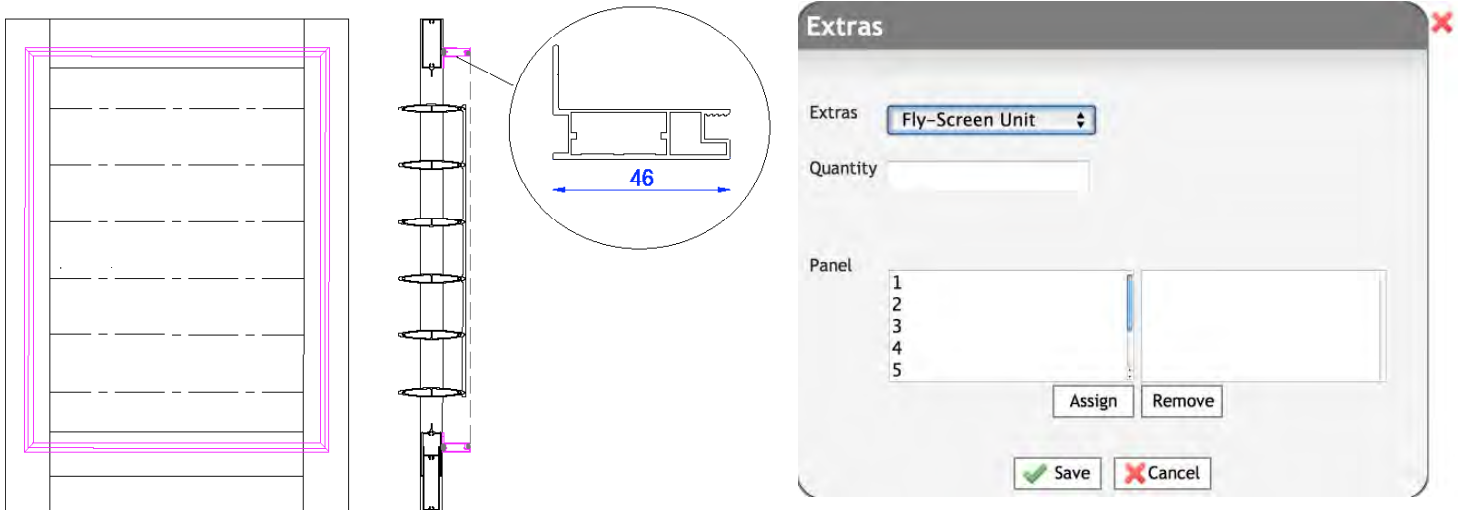 46
Extras
Extras
Fly-Screen Unit
Quantity
Panel
1
2
3
4
5
Assign
Remove
Save
Cancel